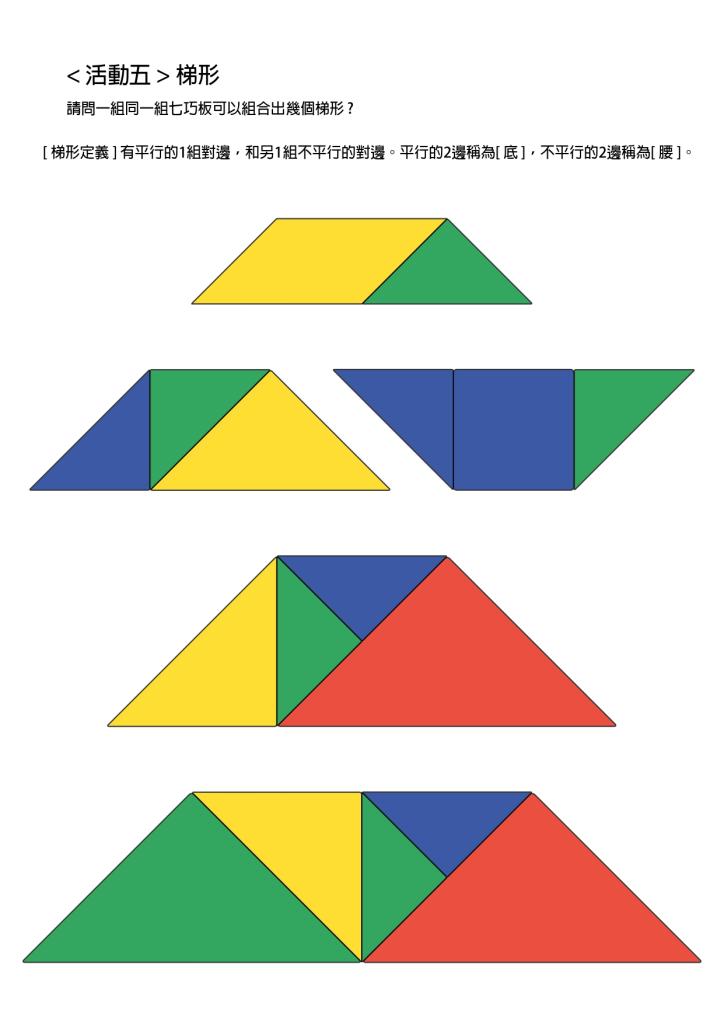 < 活動五 > 梯形
請問一組同一組七巧板可以組合出幾個梯形？
[ 梯形定義 ] 有平行的1組對邊，和另1組不平行的對邊。平行的2邊稱為[ 底 ]，不平行的2邊稱為[ 腰 ]。